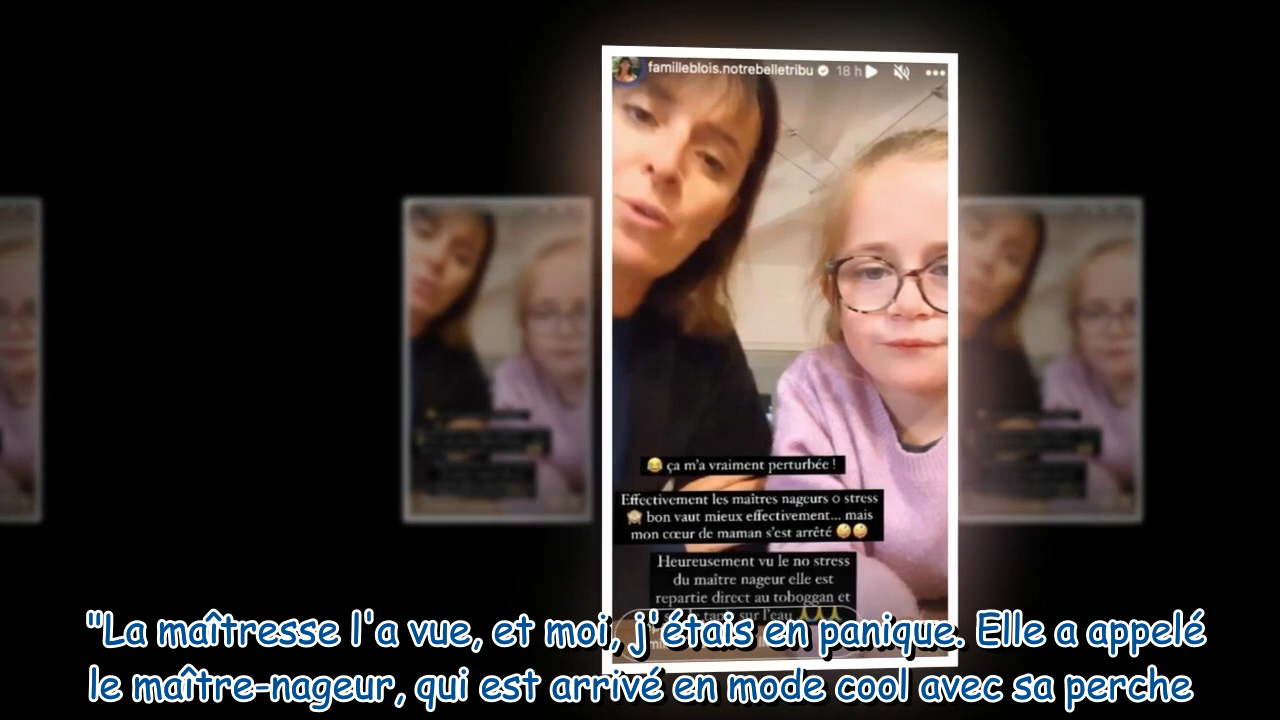 famillebois.notrebelletribu 18 h
ça m'a vraiment perturbée !
Effectivement les maîtres nageurs 0 stress
bon vaut mieux effectivement... mais
mon cœur de maman s'est arrêté
Heureusement vu le no stress
du maître nageur elle est
repartie direct au toboggan et
sur l'eau
"La maîtresse l'a vue, et moi, j'étais en panique. Elle a appelé
le maître-nageur, qui est arrivé en mode cool avec sa perche